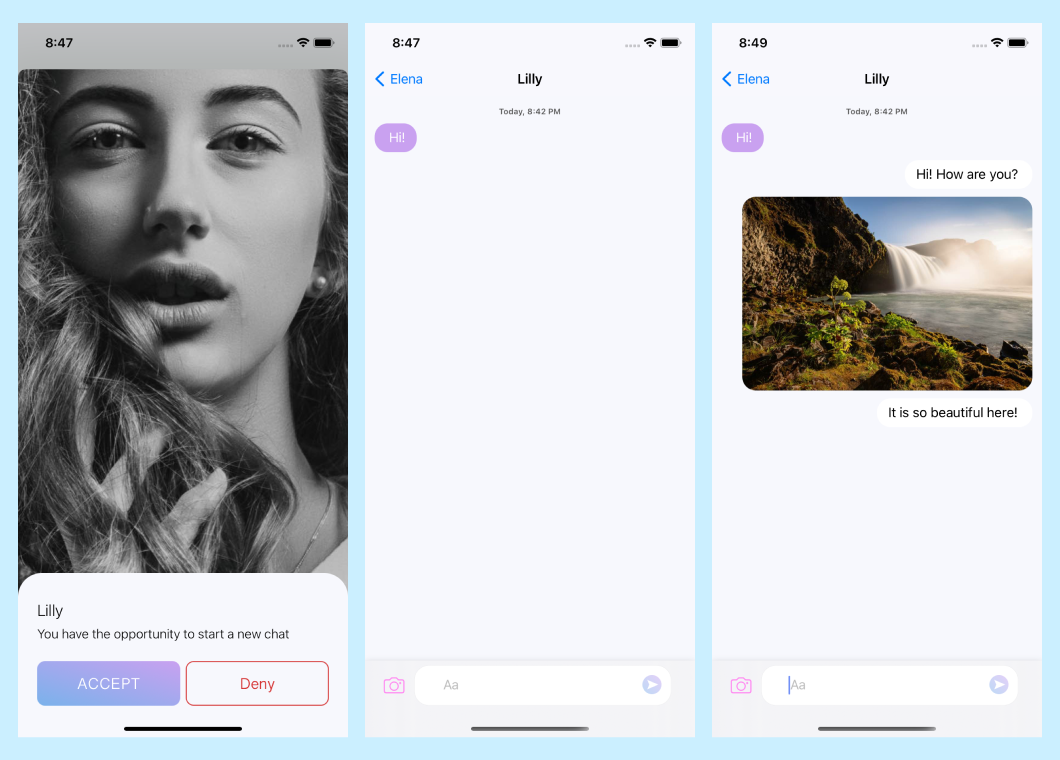 8:47
Lilly
You have the opportunity to start a new chat
ACCEPT
Deny
8:47
Elena
Lilly
Today, 8:42 PM
Hi!
Aa
8:49
Elena
Lilly
Today, 8:42 PM
Hi!
Hi! How are you?
It is so beautiful here!
Aa